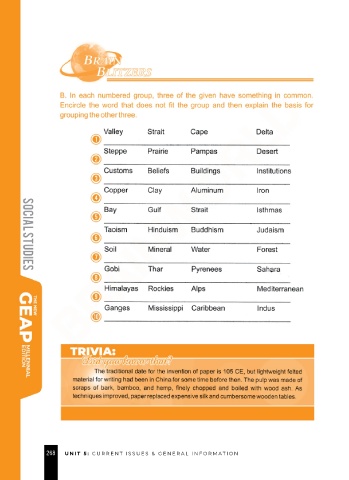 BRAIN
BLITZERS
B. In each numbered group, three of the given have something in common.
Encircle the word that does not fit the group and then explain the basis for
grouping the other three.
Valley Strait Cape Delta
1
Steppe Prairie Pampas Desert
2
Customs Beliefs Buildings Institutions
3
Copper Clay Aluminum Iron
4
Bay Gulf Strait Isthmas
5
Taoism Hinduism Buddhism Judaism
6
Soil Mineral Water Forest
7
Gobi Thar Pyrenees Sahara
8
Himalayas Rockies Alps Mediterranean
9
Ganges Mississippi Caribbean Indus
10
SOCIAL STUDIES
THE NEW
GEAP
MILLENNIAL
EDITION
TRIVIA:
The traditional date for the invention of paper is 105 CE, but lightweight felted
material for writing had been in China for some time before then. The pulp was made of
scraps of bark, bamboo, and hemp, finely chopped and boiled with wood ash. As
techniques improved, paper replaced expensive silk and cumbersome wooden tables.
268 UNIT 5: CURRENT ISSUES & GENERAL INFORMATION